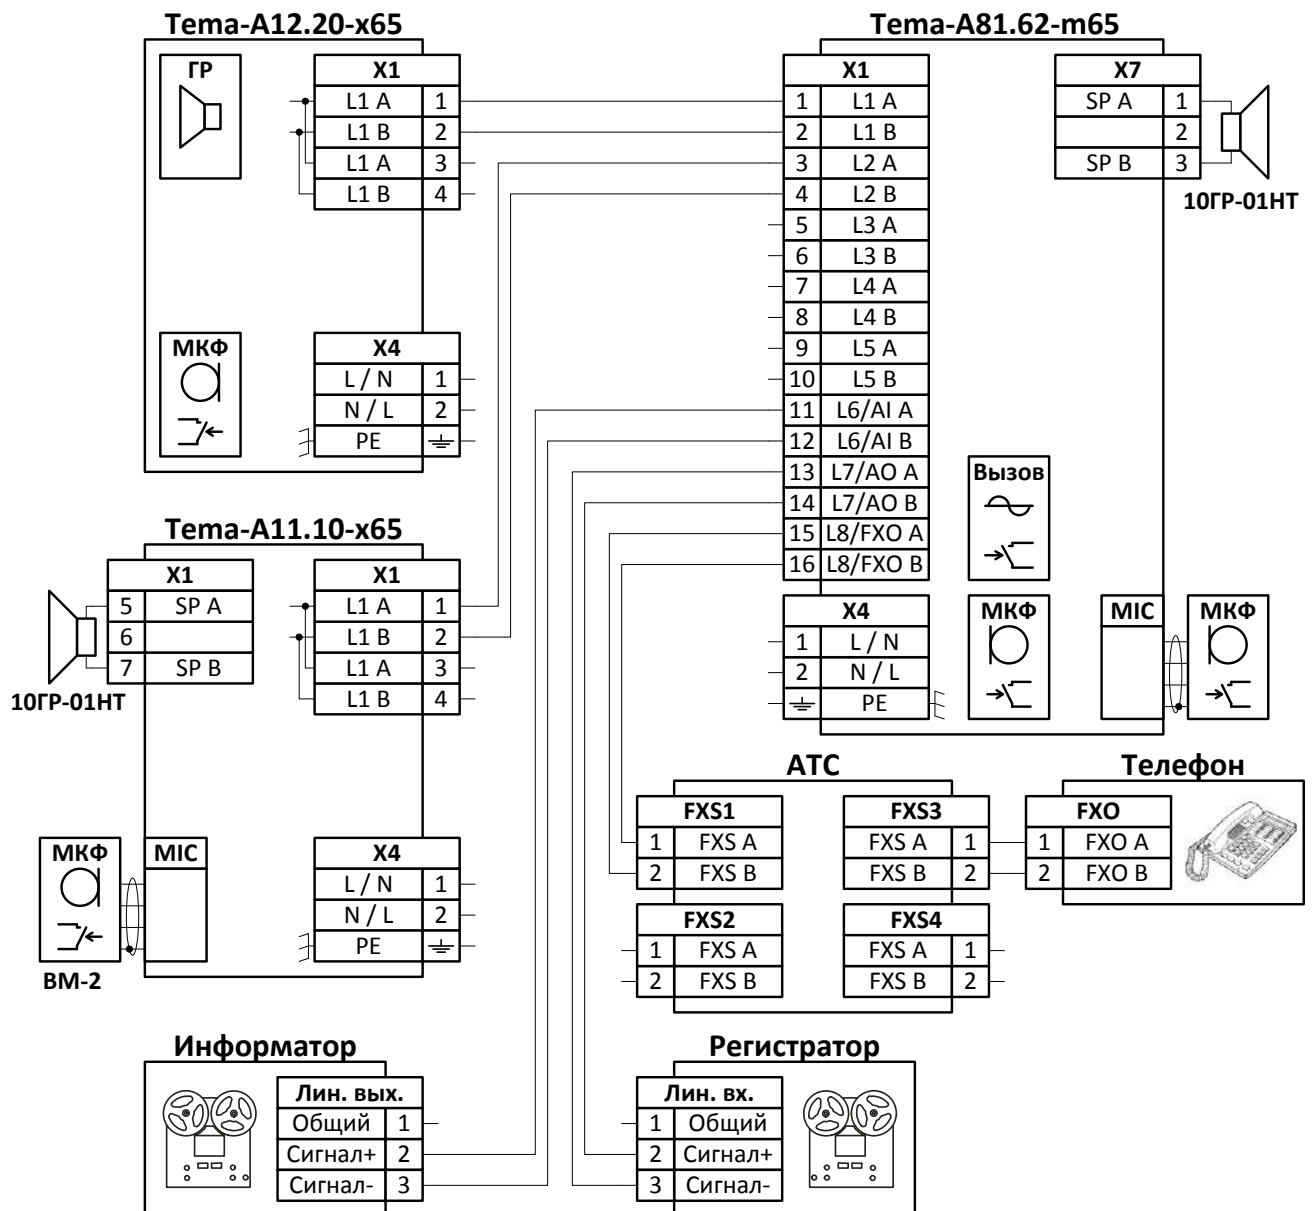 Tema-A12.20-x65
ГР
X1
L1 A 1
L1 B 2
L1 A 3
L1 B 4
МКФ
X4
L / N 1
N / L 2
PE
Tema-A81.62-m65
X1
1 L1 A
2 L1 B
3 L2 A
4 L2 B
5 L3 A
6 L3 B
7 L4 A
8 L4 B
9 L5 A
10 L5 B
11 L6/AI A
12 L6/AI B
13 L7/AO A
14 L7/AO B
15 L8/FXO A
16 L8/FXO B
X7
SP A 1
2
SP B 3
10ГР-01НТ
Вызов
X4
1 L / N
2 N / L
PE
МКФ
MIC
МКФ
Tema-A11.10-x65
X1
5 SP A
6
7 SP B
10ГР-01НТ
X1
L1 A 1
L1 B 2
L1 A 3
L1 B 4
МКФ
MIC
BM-2
X4
L / N 1
N / L 2
PE
АТС
FXS1
1 FXS A
2 FXS B
FXS3
FXS A 1
FXS B 2
FXS2
1 FXS A
2 FXS B
FXS4
FXS A 1
FXS B 2
Телефон
FXO
1 FXO A
2 FXO B
Информатор
Лин. вых.
Общий 1
Сигнал+ 2
Сигнал- 3
Регистратор
Лин. вх.
1 Общий
2 Сигнал+
3 Сигнал-